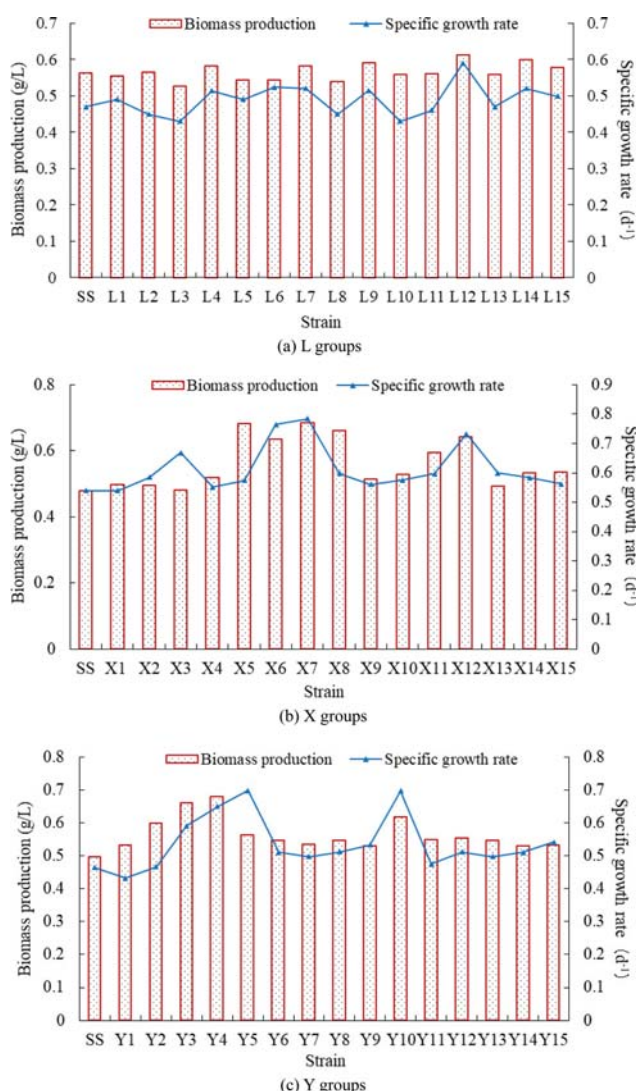 Biomass production Specific growth rate
Biomass production (g/L)
0.7
0.6
0.5
0.4
0.3
0.2
0.1
0
0.7
0.6
0.5
0.4
0.3
0.2
0.1
0
Specific growth rate (d-1)
SS L1 L2 L3 L4 L5 L6 L7 L8 L9 L10 L11 L12 L13 L14 L15
Strain
(a) L groups
Biomass production Specific growth rate
Biomass production (g/L)
0.8
0.6
0.4
0.2
0
0.9
0.8
0.7
0.6
0.5
0.4
0.3
0.2
0.1
0
Specific growth rate (d-1)
SS X1 X2 X3 X4 X5 X6 X7 X8 X9 X10 X11 X12 X13 X14 X15
Strain
(b) X groups
Biomass production Specific growth rate
Biomass production (g/L)
0.8
0.7
0.6
0.5
0.4
0.3
0.2
0.1
0
0.8
0.7
0.6
0.5
0.4
0.3
0.2
0.1
0
Specific growth rate (d-1)
SS Y1 Y2 Y3 Y4 Y5 Y6 Y7 Y8 Y9 Y10 Y11 Y12 Y13 Y14 Y15
Strain
(c) Y groups